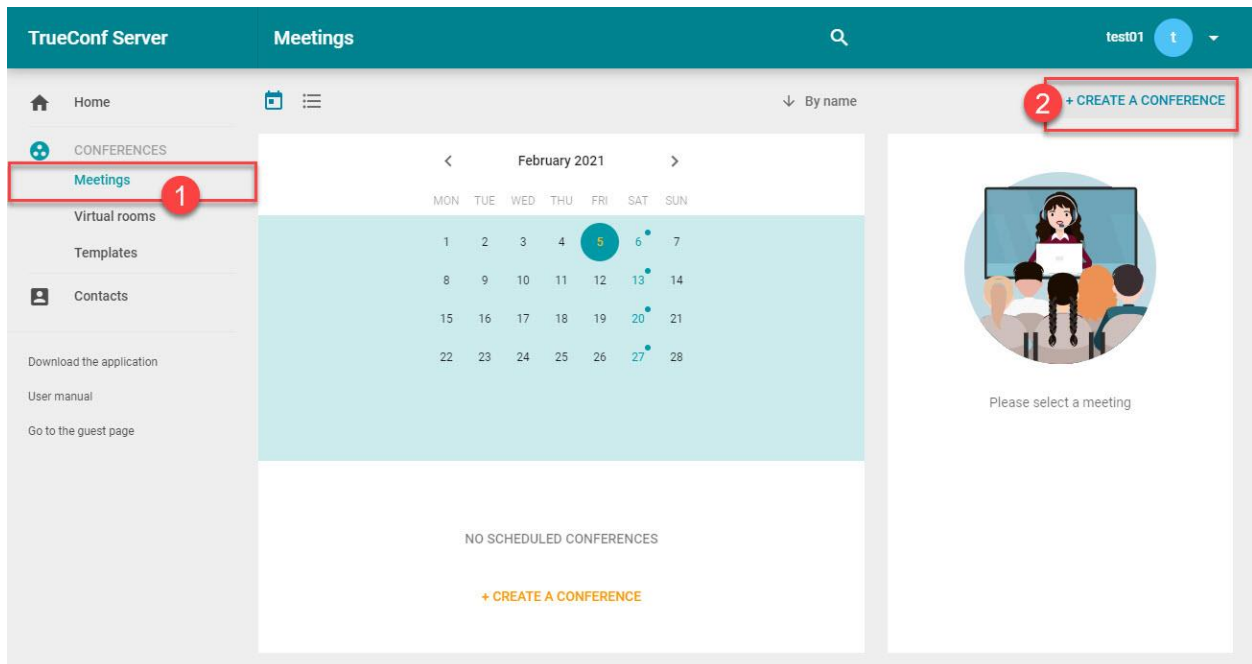 TrueConf Server
Meetings
test01 t
Home
CONFERENCES
Meetings
1
Virtual rooms
Templates
Contacts
Download the application
User manual
Go to the guest page
By name
2
+ CREATE A CONFERENCE
February 2021
MON TUE WED THU FRI SAT SUN
1 2 3 4 5 6 7
8 9 10 11 12 13 14
15 16 17 18 19 20 21
22 23 24 25 26 27 28
NO SCHEDULED CONFERENCES
+ CREATE A CONFERENCE
Please select a meeting